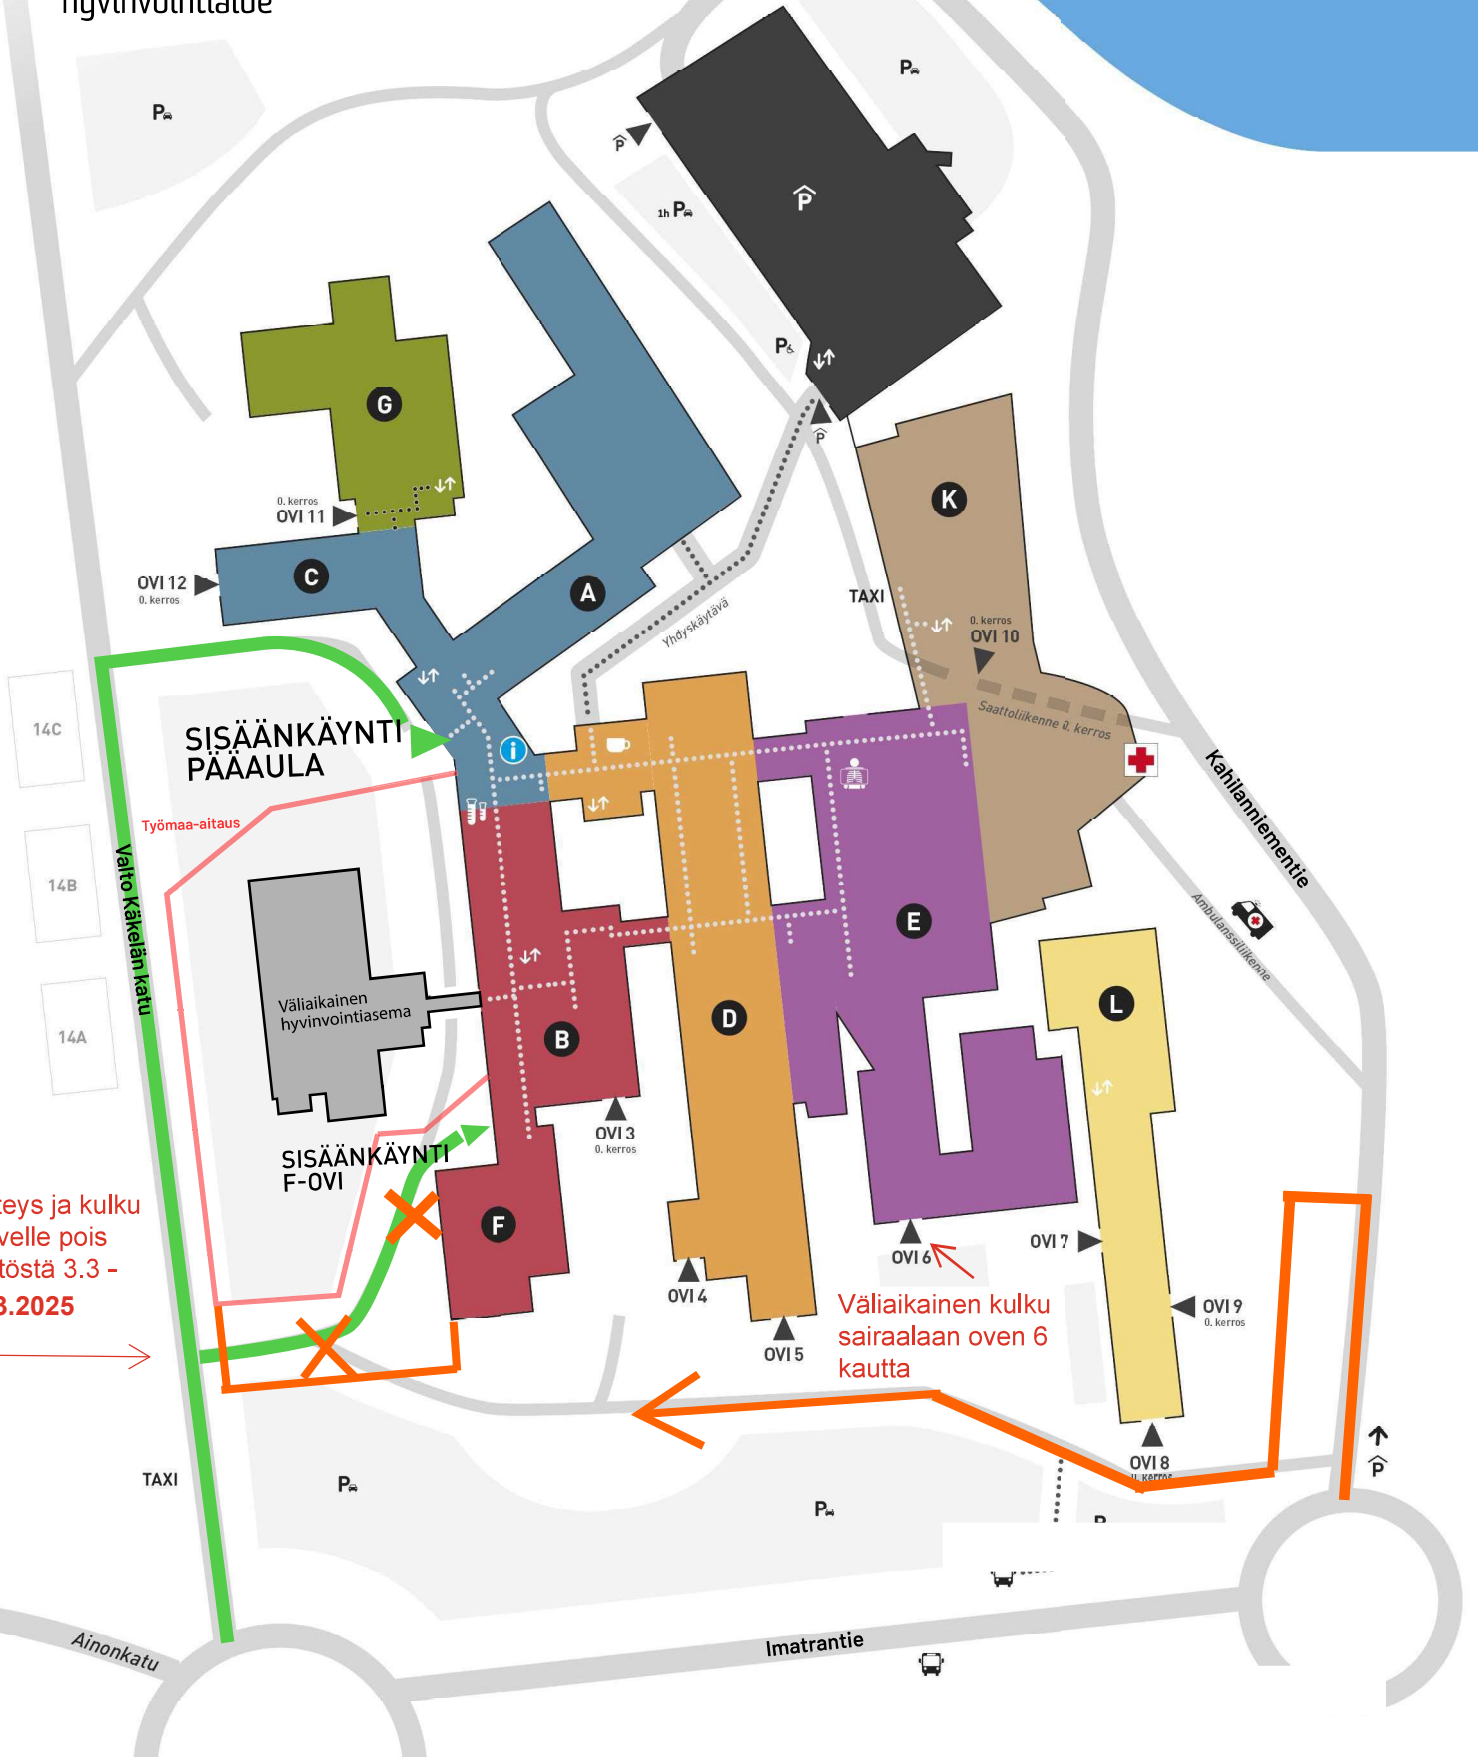 hyvinvointialue
P
P
P
P
1h P
P
P
G
K
0. kerros
OVI 11
C
A
OVI 12
0. kerros
TAXI
0. kerros
OVI 10
Yhdyskäytävä
Saattoliikenne 0. kerros
14C
SISÄÄNKÄYNTI
PÄÄAULA
i
Kahilanniementie
Työmaa-aitaus
14B
Valto Käkelän katu
E
Ambulanssiliikenne
Väliaikainen
hyvinvointiasema
14A
B
D
L
OVI 3
0. kerros
SISÄÄNKÄYNTI
F-OVI
teys ja kulku
velle pois
töstä 3.3 -
3.2025
F
OVI 6
OVI 7
OVI 4
OVI 9
0. kerros
Väliaikainen kulku
sairaalaan oven 6
kautta
OVI 5
OVI 8
0. kerros
P
TAXI
P
P
P
Ainonkatu
Imatrantie